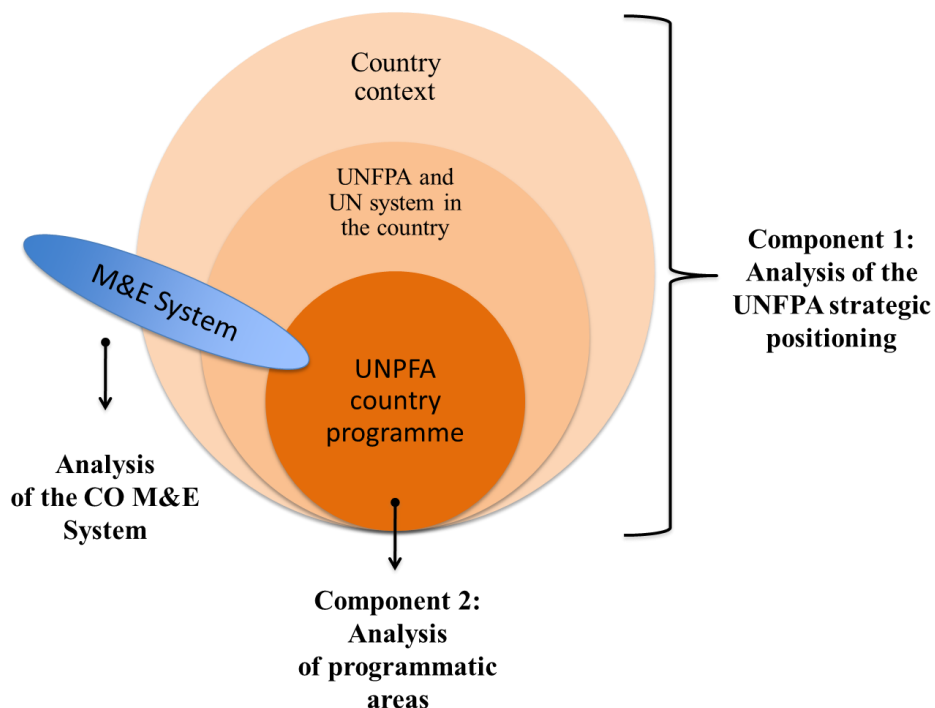 Country
context
UNFPA and
UN system in
the country
M&E System
UNPFA
country
programme
Component 1:
Analysis of the
UNFPA strategic
positioning
Analysis
of the CO M&E
System
Component 2:
Analysis
of programmatic
areas